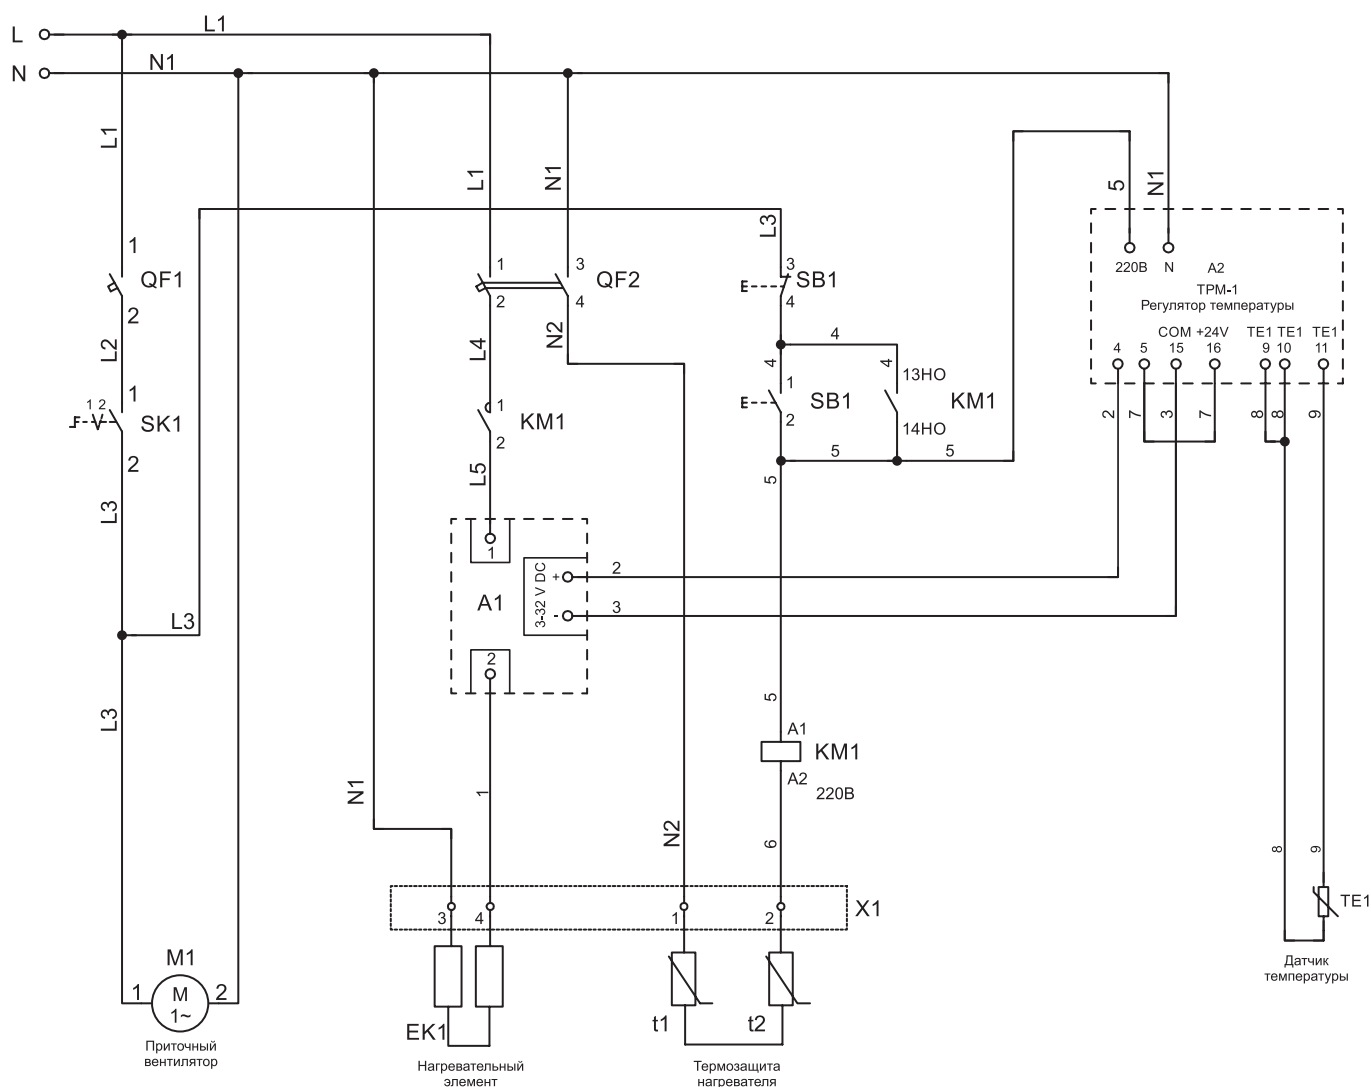 L
L1
N
N1
L1
L1
N1
5
N1
L3
1
QF1
2
1
3
QF2
2
4
3
SB1
4
220В
N
A2
ТРМ-1
Регулятор температуры
COM
+24V
TE1
TE1
TE1
4
5
15
16
9
10
11
L2
L4
N2
4
4
4
1
SK1
1 2
2
1
KM1
2
1
SB1
2
13НО
KM1
14НО
2
7
3
7
8
8
9
5
5
5
L3
L5
1
A1
3-32 V DC
+
-
2
2
3
L3
L3
5
A1
KM1
A2
220В
N1
1
N2
6
8
9
3
4
1
2
X1
TE1
Датчик
температуры
M1
1
M
1~
2
Приточный
вентилятор
EK1
Нагревательный
элемент
t1
t2
Термозащита
нагревателя